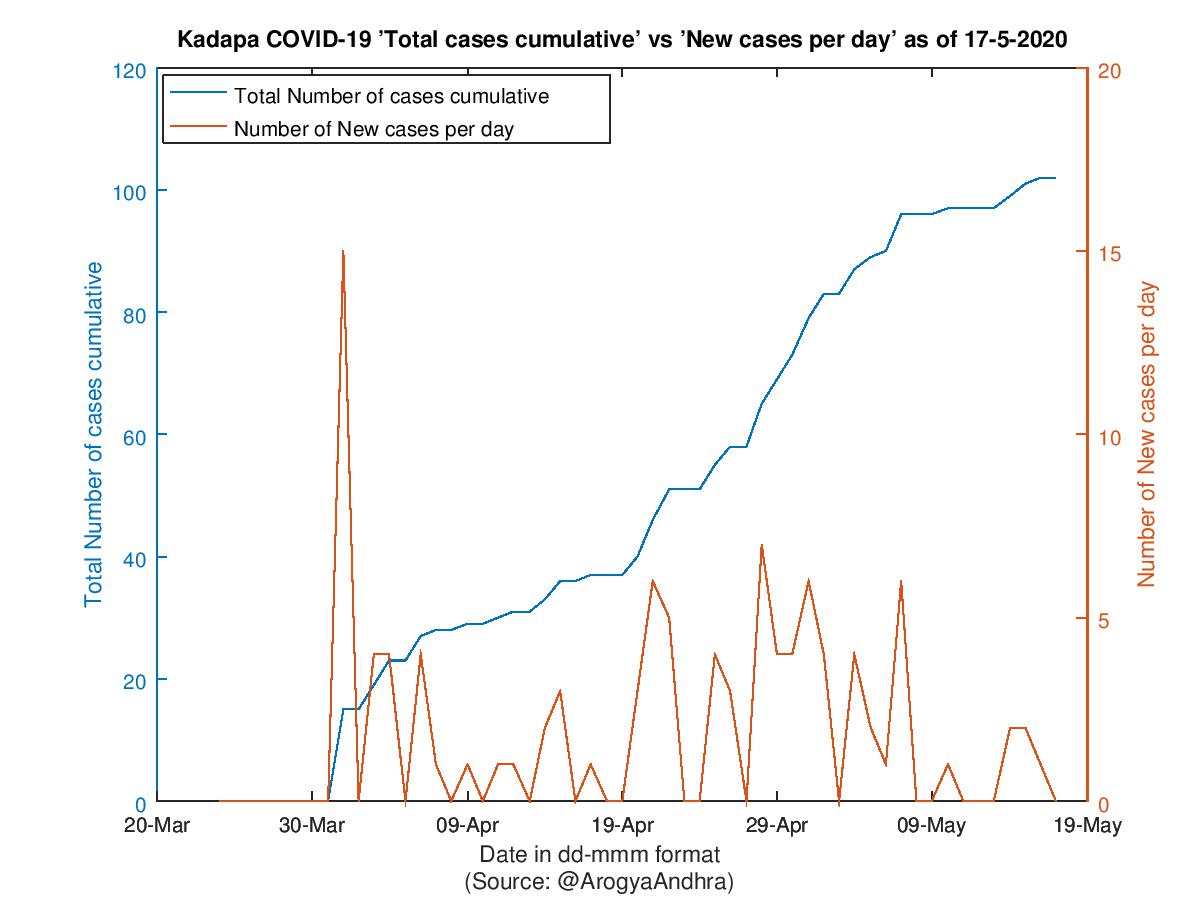 Kadapa COVID-19 ’Total cases cumulative’ vs ’New cases per day’ as of 17-5-2020
Total Number of cases cumulative
Number of New cases per day
120
100
80
60
40
20
0
Total Number of cases cumulative
20
15
10
5
0
Number of New cases per day
20-Mar 30-Mar 09-Apr 19-Apr 29-Apr 09-May 19-May
Date in dd-mmm format
(Source: @ArogyaAndhra)